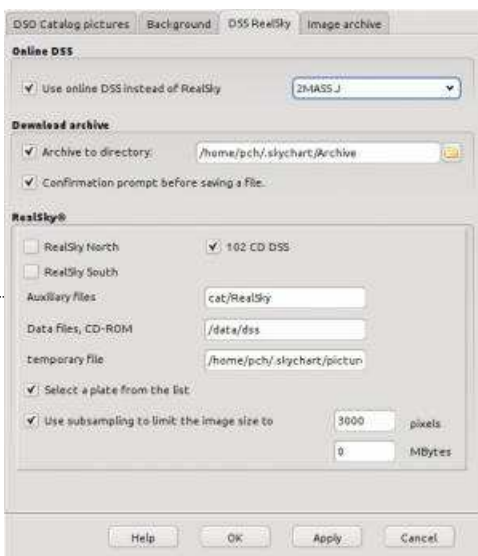 DSO Catalog pictures Background DSS RealSky Image archive
Online DSS
Use online DSS instead of RealSky 2MASS J
Download archive
Archive to directory: /home/pch/.skychart/Archive
Confirmation prompt before saving a file.
RealSky®
RealSky North 102 CD DSS
RealSky South
Auxiliary files cat/RealSky
Data files, CD-ROM /data/dss
temporary file /home/pch/.skychart/pictur
Select a plate from the list
Use subsampling to limit the image size to 3000 pixels
0 MBytes
Help OK Apply Cancel